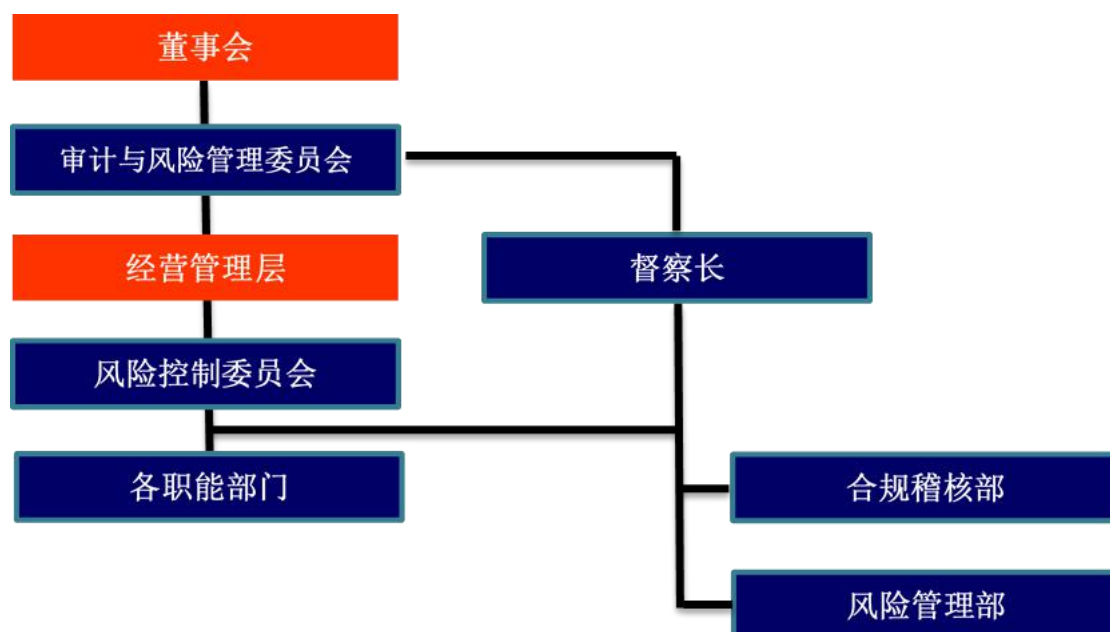 董事会
审计与风险管理委员会
经营管理层
督察长
风险控制委员会
各职能部门
合规稽核部
风险管理部